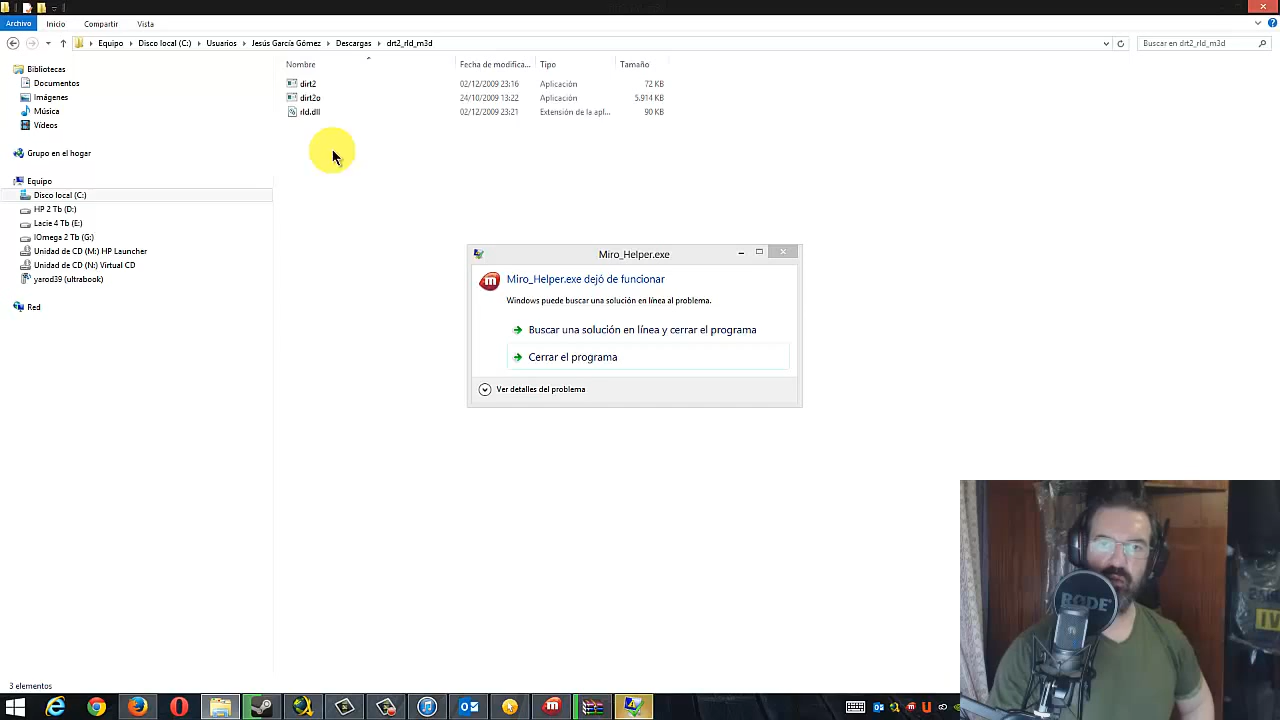 Archivo Inicio Compartir Vista
Equipo Disco local (C:) Usuarios Jesús García Gómez Descargas drt2_rld_m3d Buscar en drt2_rld_m3d
Nombre Fecha de modifica... Tipo Tamaño
dirt2 02/12/2009 23:16 Aplicación 72 KB
dirt2o 24/10/2009 13:22 Aplicación 5.914 KB
rld.dll 02/12/2009 23:21 Extensión de la apl... 90 KB
Bibliotecas
Documentos
Imágenes
Música
Vídeos
Grupo en el hogar
Equipo
Disco local (C:)
HP 2 Tb (D:)
Lacie 4 Tb (E:)
IOmega 2 Tb (G:)
Unidad de CD (M:) HP Launcher
Unidad de CD (N:) Virtual CD
yarod39 (ultrabook)
Red
Miro_Helper.exe
Miro_Helper.exe dejó de funcionar
Windows puede buscar una solución en línea al problema.
Buscar una solución en línea y cerrar el programa
Cerrar el programa
Ver detalles del problema
RØDE
IV
3 elementos